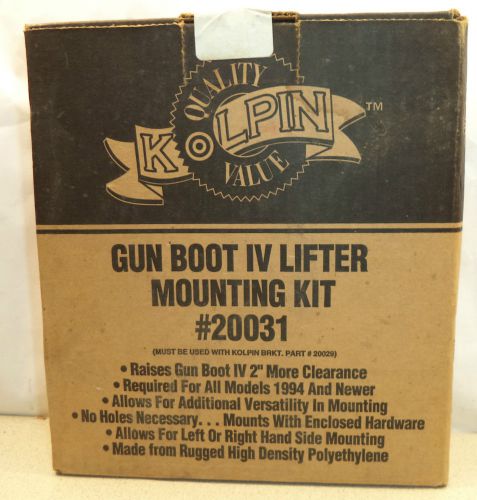 QUALITY
KOLPIN™
VALUE
GUN BOOT IV LIFTER
MOUNTING KIT
#20031
(MUST BE USED WITH KOLPIN BRKT. PART # 20029)
• Raises Gun Boot IV 2" More Clearance
• Required For All Models 1994 And Newer
• Allows For Additional Versatility In Mounting
• No Holes Necessary. . . Mounts With Enclosed Hardware
• Allows For Left Or Right Hand Side Mounting
• Made from Rugged High Density Polyethylene